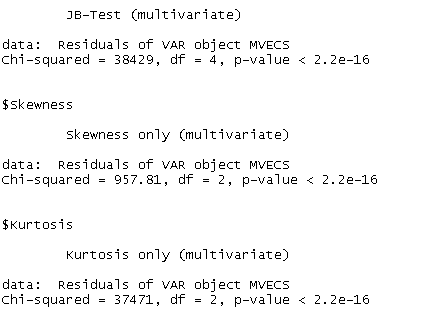 JB-Test (multivariate)
data:  Residuals of VAR object MVECS
Chi-squared = 38429, df = 4, p-value < 2.2e-16
$Skewness
Skewness only (multivariate)
data:  Residuals of VAR object MVECS
Chi-squared = 957.81, df = 2, p-value < 2.2e-16
$Kurtosis
Kurtosis only (multivariate)
data:  Residuals of VAR object MVECS
Chi-squared = 37471, df = 2, p-value < 2.2e-16